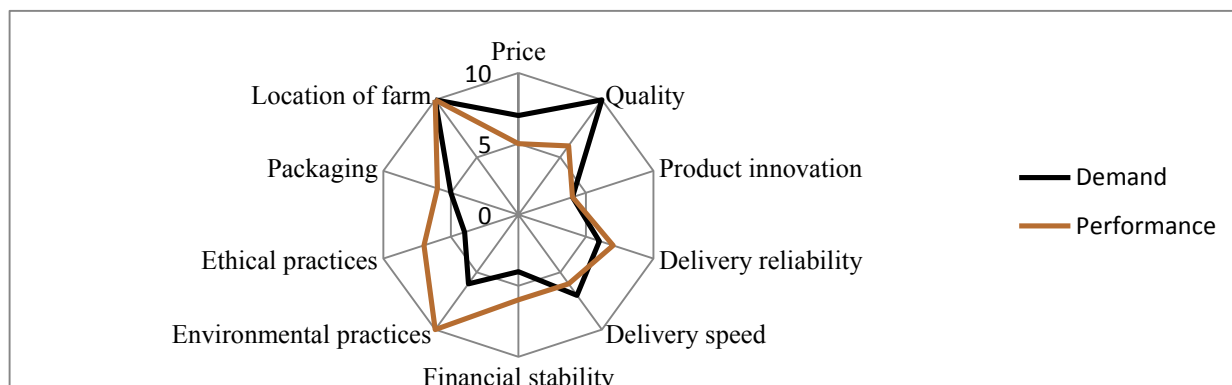 Price
10
Location of farm
Quality
5
Packaging
Product innovation
Demand
0
Performance
Ethical practices
Delivery reliability
Environmental practices
Delivery speed
Financial stability